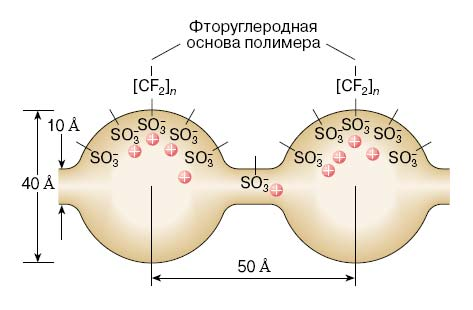 Фторуглеродная
основа полимера
[CF₂]ₙ [CF₂]ₙ
10 Å
SO₃⁻ SO₃⁻ SO₃⁻ SO₃⁻ SO₃⁻
SO₃⁻ SO₃⁻ SO₃⁻ SO₃⁻ SO₃⁻
SO₃⁻
+ + + + + + + + +
40 Å
50 Å